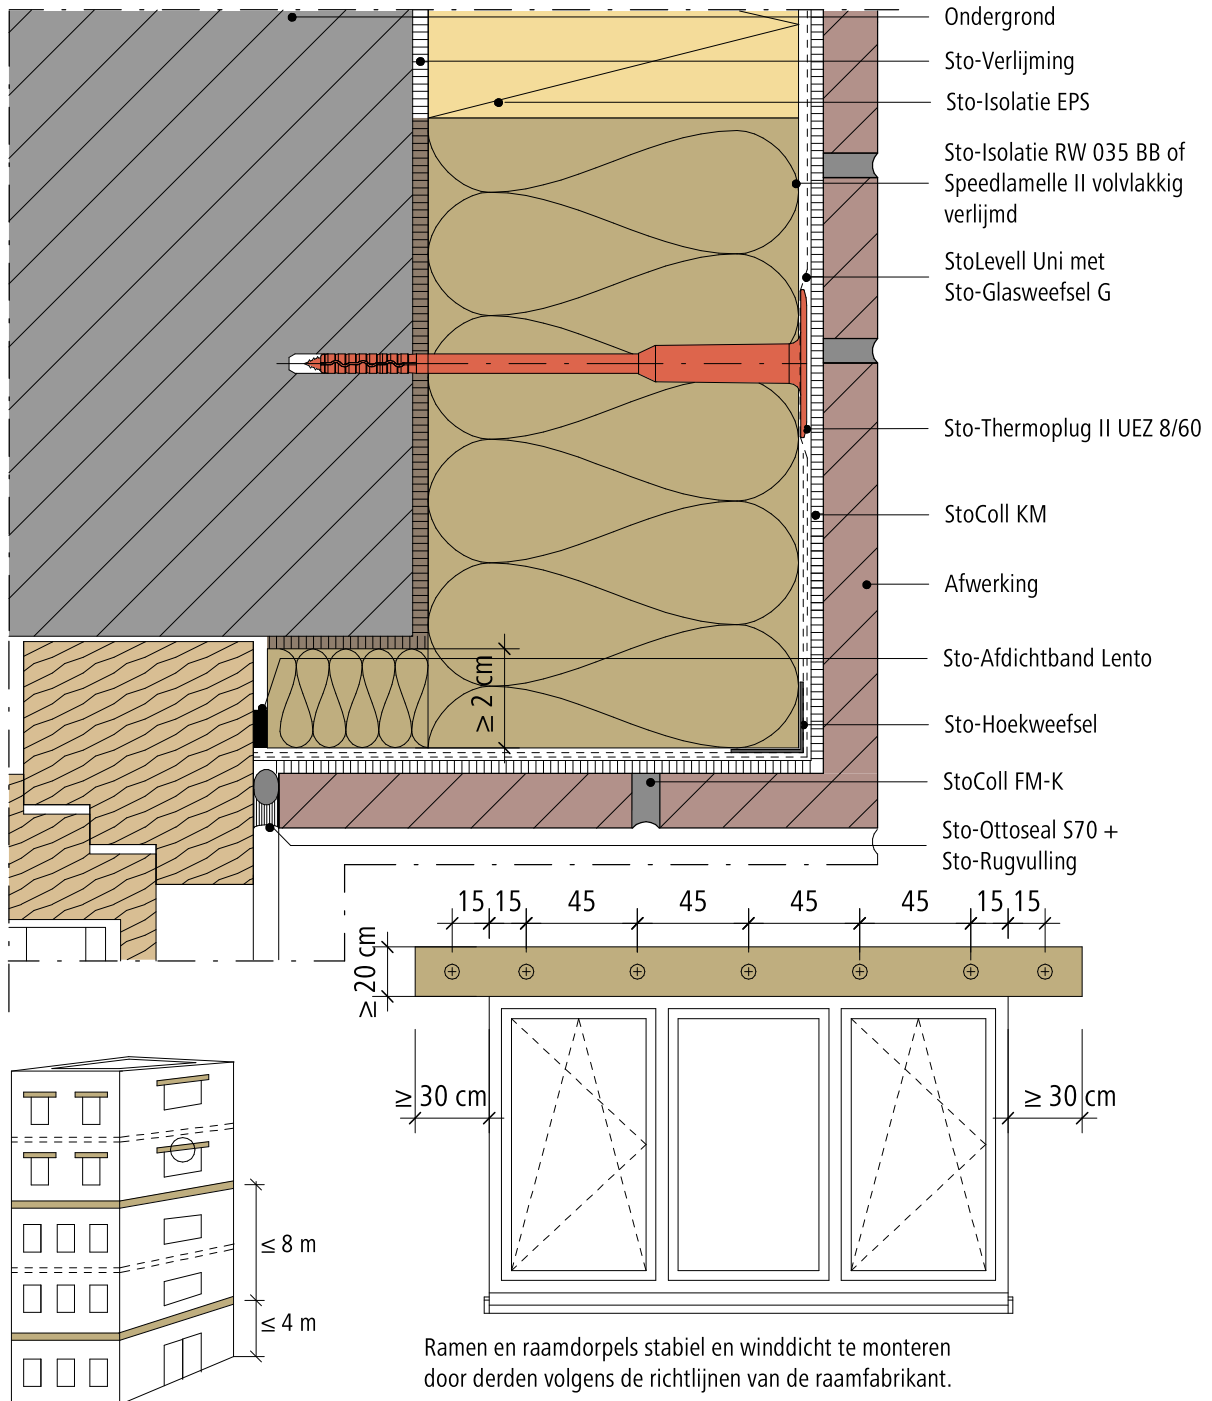 Ondergrond
Sto-Verlijming
Sto-Isolatie EPS
Sto-Isolatie RW 035 BB of
Speedlamelle II volvlakkig
verlijmd
StoLevell Uni met
Sto-Glasweefsel G
Sto-Thermoplug II UEZ 8/60
StoColl KM
Afwerking
Sto-Afdichtband Lento
≥ 2 cm
Sto-Hoekweefsel
StoColl FM-K
Sto-Ottoseal S70 +
Sto-Rugvulling
15 15 45 45 45 45 15 15
≥ 20 cm
≥ 30 cm
≥ 30 cm
≤ 8 m
≤ 4 m
Ramen en raamdorpels stabiel en winddicht te monteren
door derden volgens de richtlijnen van de raamfabrikant.